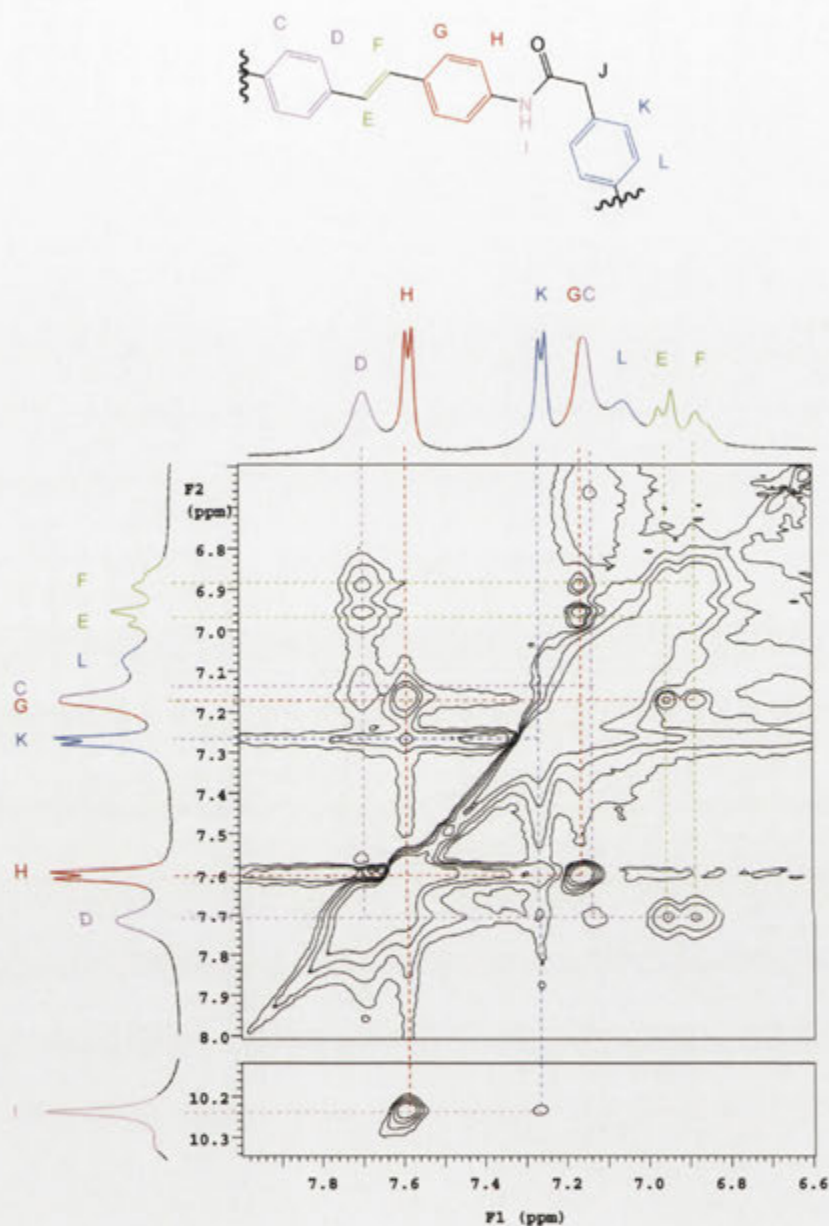 C D F G H O J K
E N H I L
H K G C L E F D
F2
(ppm)
6.8
F 6.9
E 7.0
L 7.1
C
G 7.2
K 7.3
7.4
7.5
H 7.6
D 7.7
7.8
7.9
8.0
I 10.2
10.3
7.8 7.6 7.4 7.2 7.0 6.8 6.6
F1 (ppm)